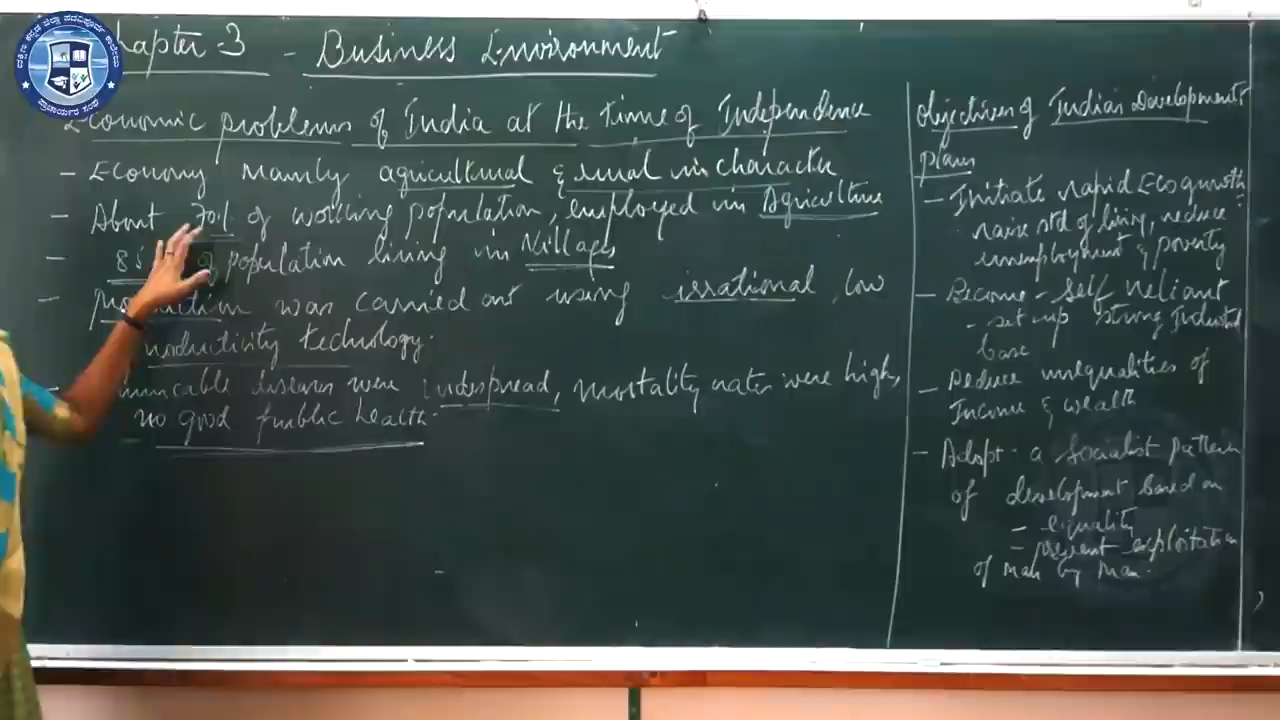 hapter-3 - Business Environment
Economic problems of India at the time of Independence
- Economy mainly agricultural & rural in character
- About 70% of working population, employed in Agriculture
- 85 of population living in Villages
- production was carried out using irrational, low
productivity technology.
- diseases were widespread, mortality rates were high,
no good public health.
Objectives of Indian Development
Plans
- Initiate rapid Eco growth
raise std of living, reduce
unemployment & poverty
- Become - self Reliant
- set up strong Industrial
base
- Reduce inequalities of
Income & wealth
- Adopt a socialist pattern
of development based on
- equality
- prevent exploitation
of man by man.